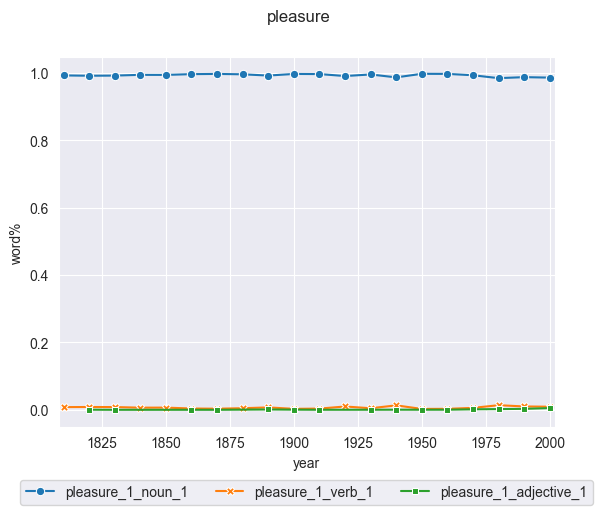 pleasure
1.0
0.8
0.6
0.4
0.2
0.0
word%
1825 1850 1875 1900 1925 1950 1975 2000
year
pleasure_1_noun_1 pleasure_1_verb_1 pleasure_1_adjective_1